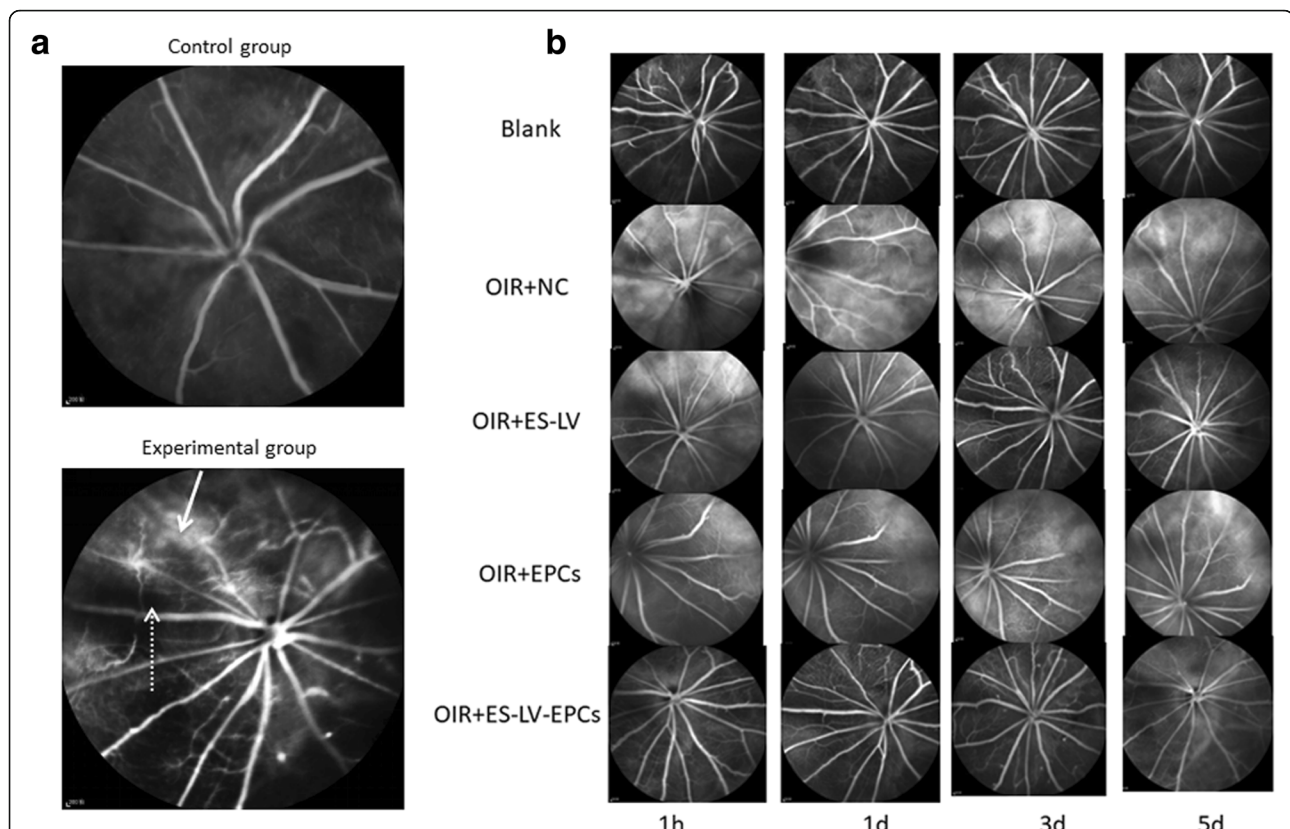 a
Control group
Experimental group
b
Blank
OIR+NC
OIR+ES-LV
OIR+EPCs
OIR+ES-LV-EPCs
1h
1d
3d
5d